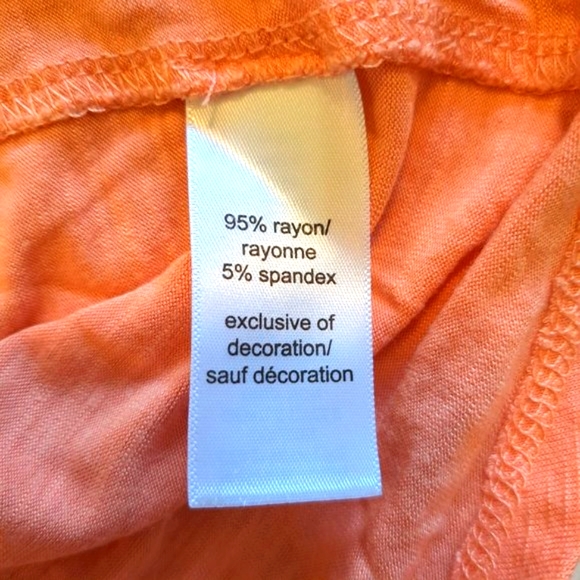 95% rayon/
rayonne
5% spandex
exclusive of
decoration/
sauf décoration